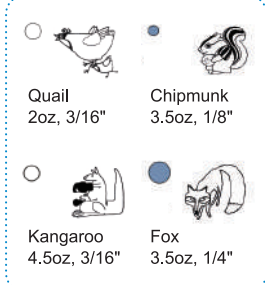 Quail
2oz, 3/16"
Chipmunk
3.5oz, 1/8"
Kangaroo
4.5oz, 3/16"
Fox
3.5oz, 1/4"